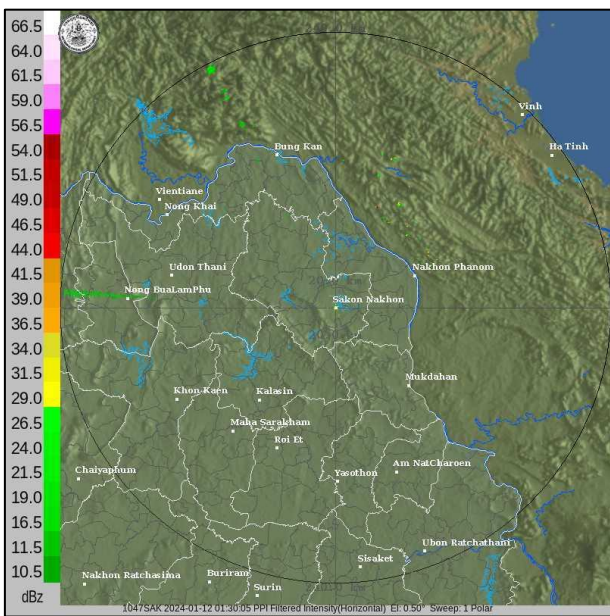 66.5
64.0
61.5
59.0
56.5
54.0
51.5
49.0
46.5
44.0
41.5
39.0
36.5
34.0
31.5
29.0
26.5
24.0
21.5
19.0
16.5
13.5
11.5
10.5
dBz
Vinh
Ha Tinh
Bung Kan
Vientiane
Nong Khai
Udon Thani
Nakhon Phanom
Nong BuaLamPhu
Sakon Nakhon
Mukdahan
Khon Kaen
Kalasin
Maha Sarakham
Roi Et
Chaiyaphum
Yasothon
Am NatCharoen
Ubon Ratchathani
Sisaket
Nakhon Ratchasima
Buriram
Surin
1047SAK 2024-01-12 01:30:05 PPI Filtered Intensity(Horizontal) El: 0.50° Sweep: 1 Polar